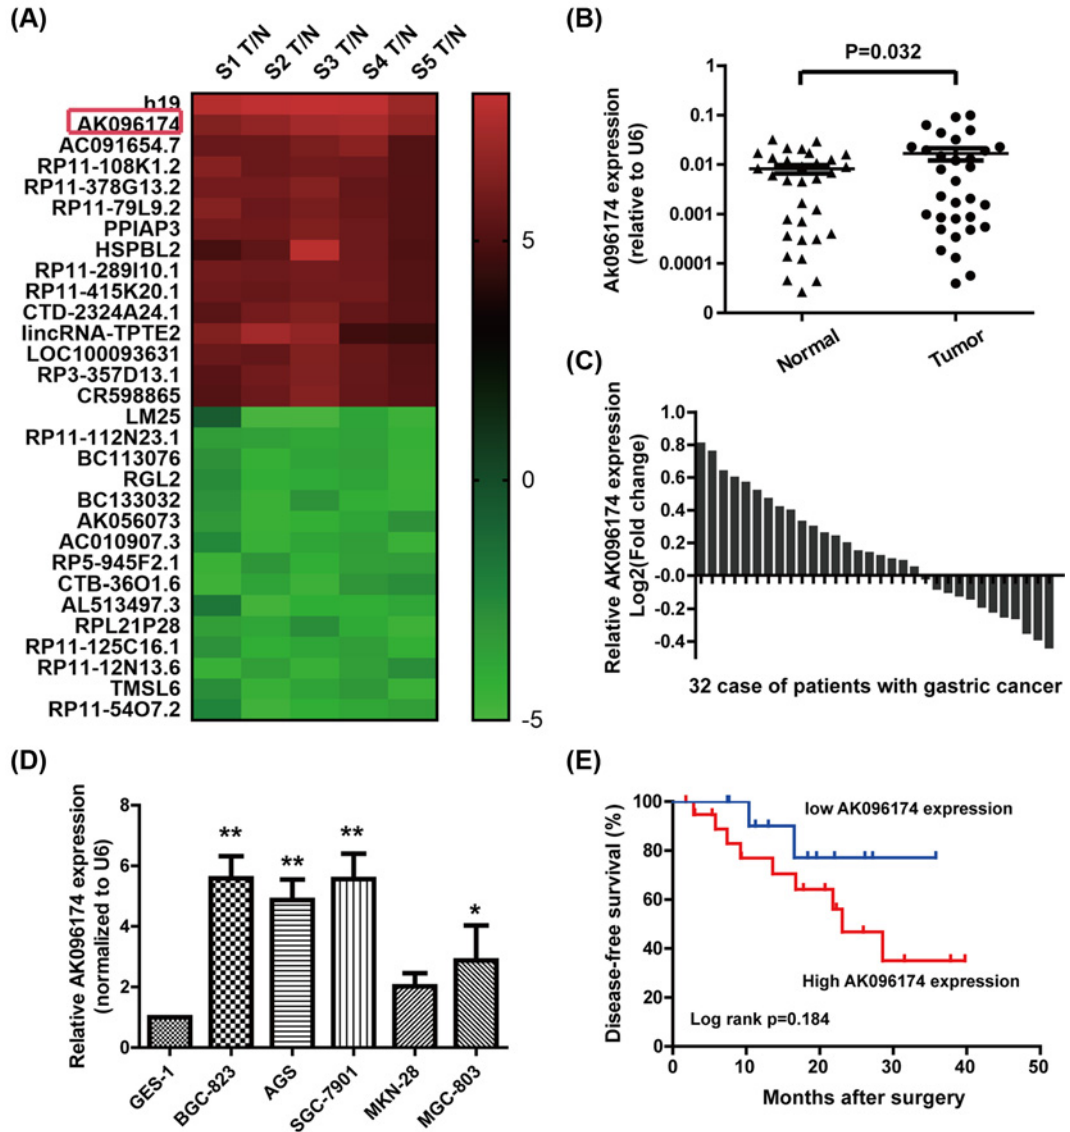 (A)
S1 T/N
S2 T/N
S3 T/N
S4 T/N
S5 T/N
h19
AK096174
AC091654.7
RP11-108K1.2
RP11-378G13.2
RP11-79L9.2
PPIAP3
HSPBL2
RP11-289I10.1
RP11-415K20.1
CTD-2324A24.1
lincRNA-TPTE2
LOC100093631
RP3-357D13.1
CR598865
LM25
RP11-112N23.1
BC113076
RGL2
BC133032
AK056073
AC010907.3
RP5-945F2.1
CTB-36O1.6
AL513497.3
RPL21P28
RP11-125C16.1
RP11-12N13.6
TMSL6
RP11-54O7.2
5
0
-5
(B)
P=0.032
Ak096174 expression
(relative to U6)
1
0.1
0.01
0.001
0.0001
0
Normal
Tumor
(C)
Relative AK096174 expression
Log2(Fold change)
1.0
0.8
0.6
0.4
0.2
-0.0
-0.2
-0.4
32 case of patients with gastric cancer
(D)
Relative AK096174 expression
(normalized to U6)
8
6
4
2
0
**
**
**
*
GES-1
BGC-823
AGS
SGC-7901
MKN-28
MGC-803
(E)
Disease-free survival (%)
100
80
60
40
20
0
low AK096174 expression
High AK096174 expression
Log rank p=0.184
0
10
20
30
40
50
Months after surgery